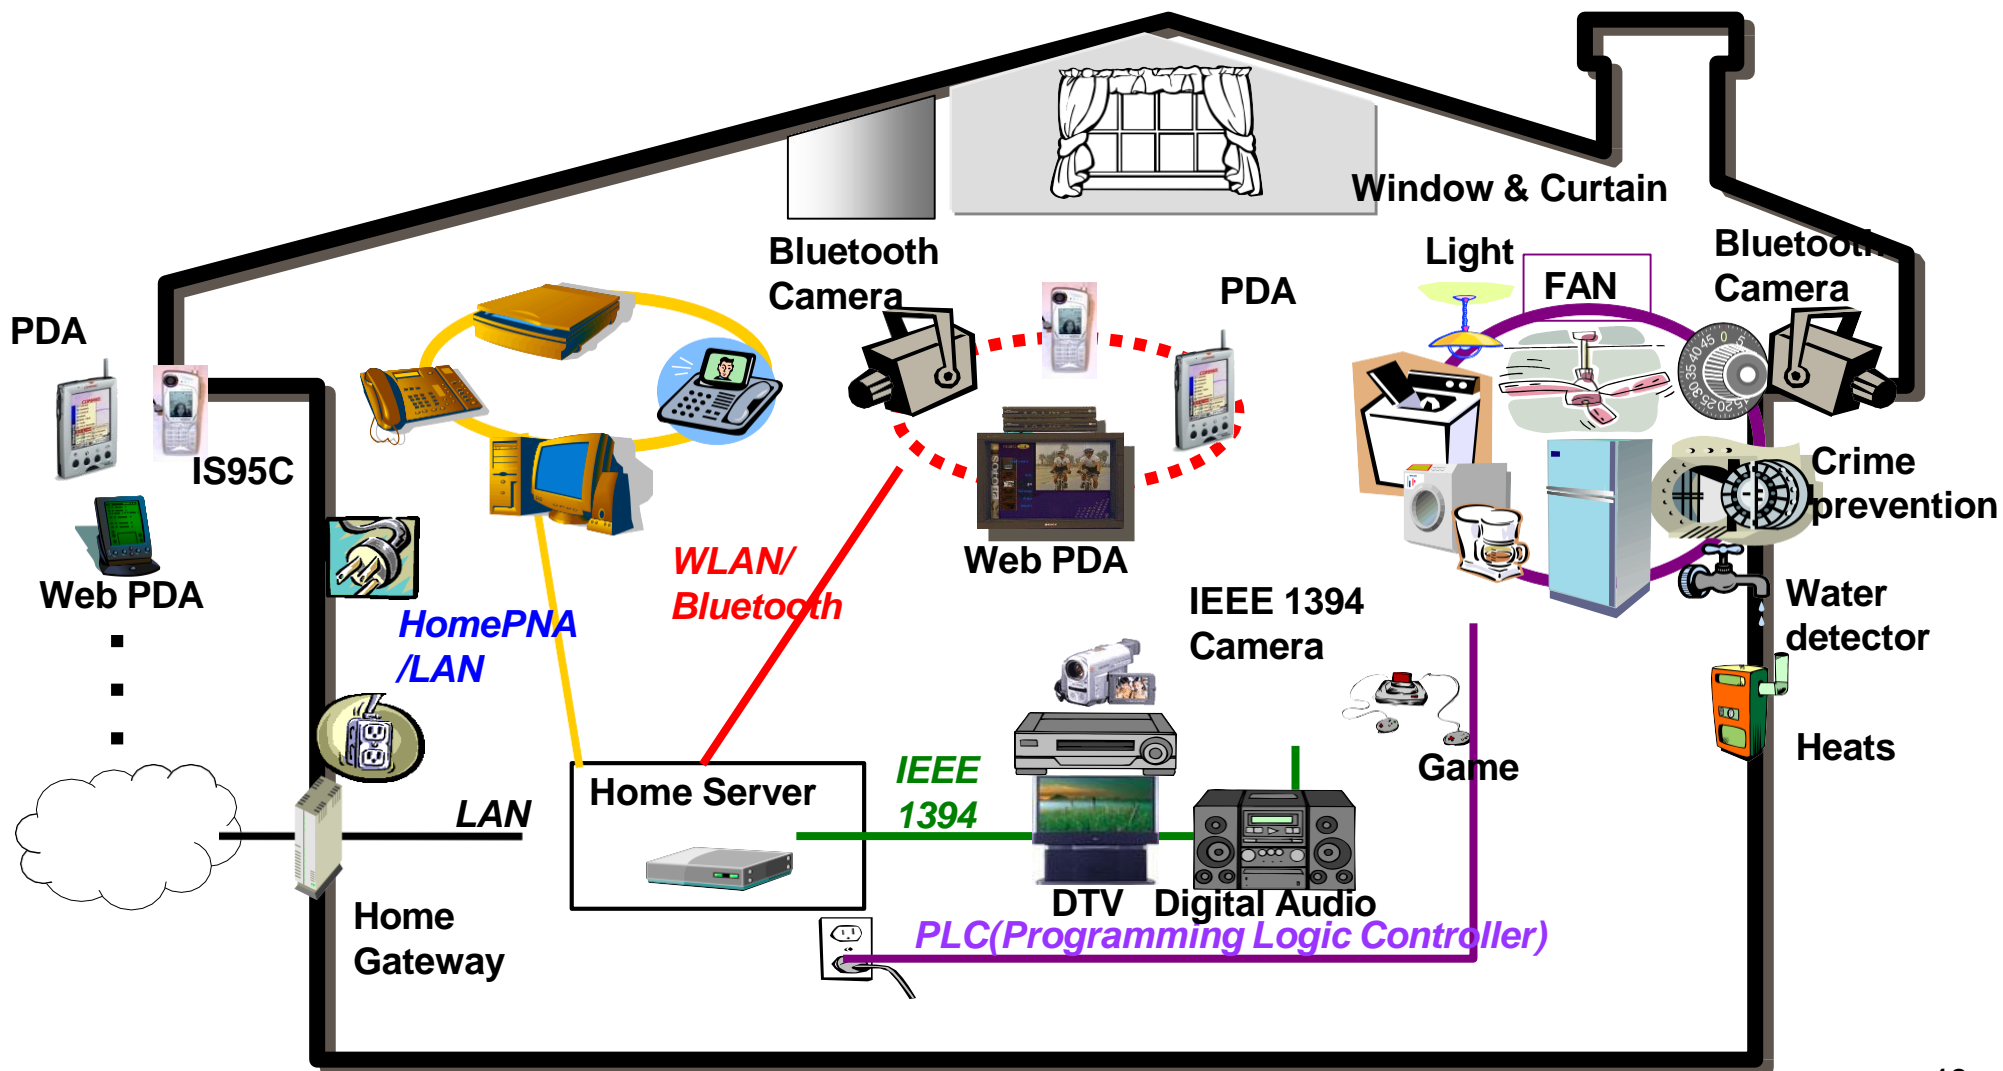 Window & Curtain
Bluetooth
Camera
Light
FAN
Bluetooth
Camera
PDA
PDA
IS95C
Crime
prevention
Web PDA
WLAN/
Bluetooth
Web PDA
HomePNA
/LAN
IEEE 1394
Camera
Water
detector
Heats
Game
Home Server
IEEE
1394
LAN
DTV
Digital Audio
PLC(Programming Logic Controller)
Home
Gateway